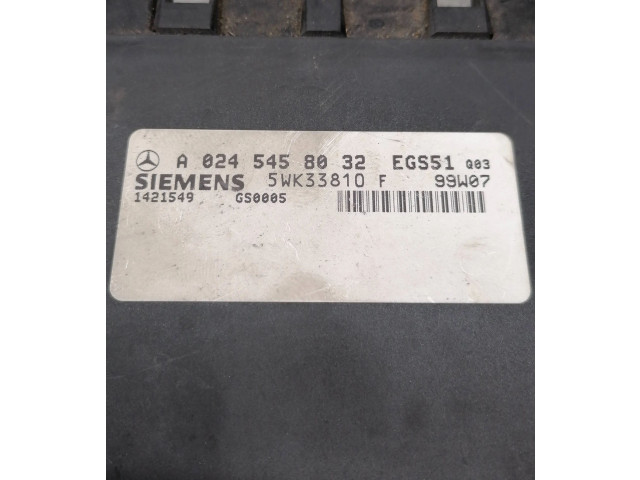 A 024 545 80 32 EGS51 Q03
SIEMENS 5WK33810 F 99W07
1421549 GS0005